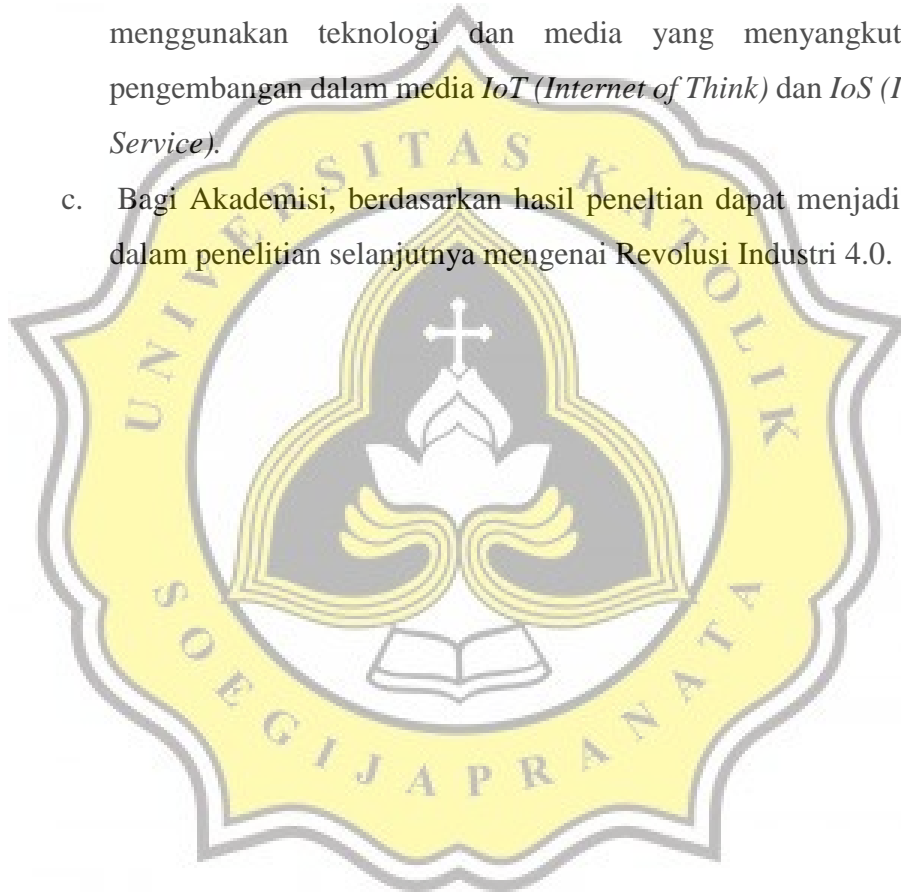 menggunakan teknologi dan media yang menyangkut
pengembangan dalam media IoT (Internet of Think) dan IoS (I
Service).
c. Bagi Akademisi, berdasarkan hasil peneltian dapat menjadi
dalam penelitian selanjutnya mengenai Revolusi Industri 4.0.
UNIVERSITAS KATOLIK
SOEGIJAPRANATA